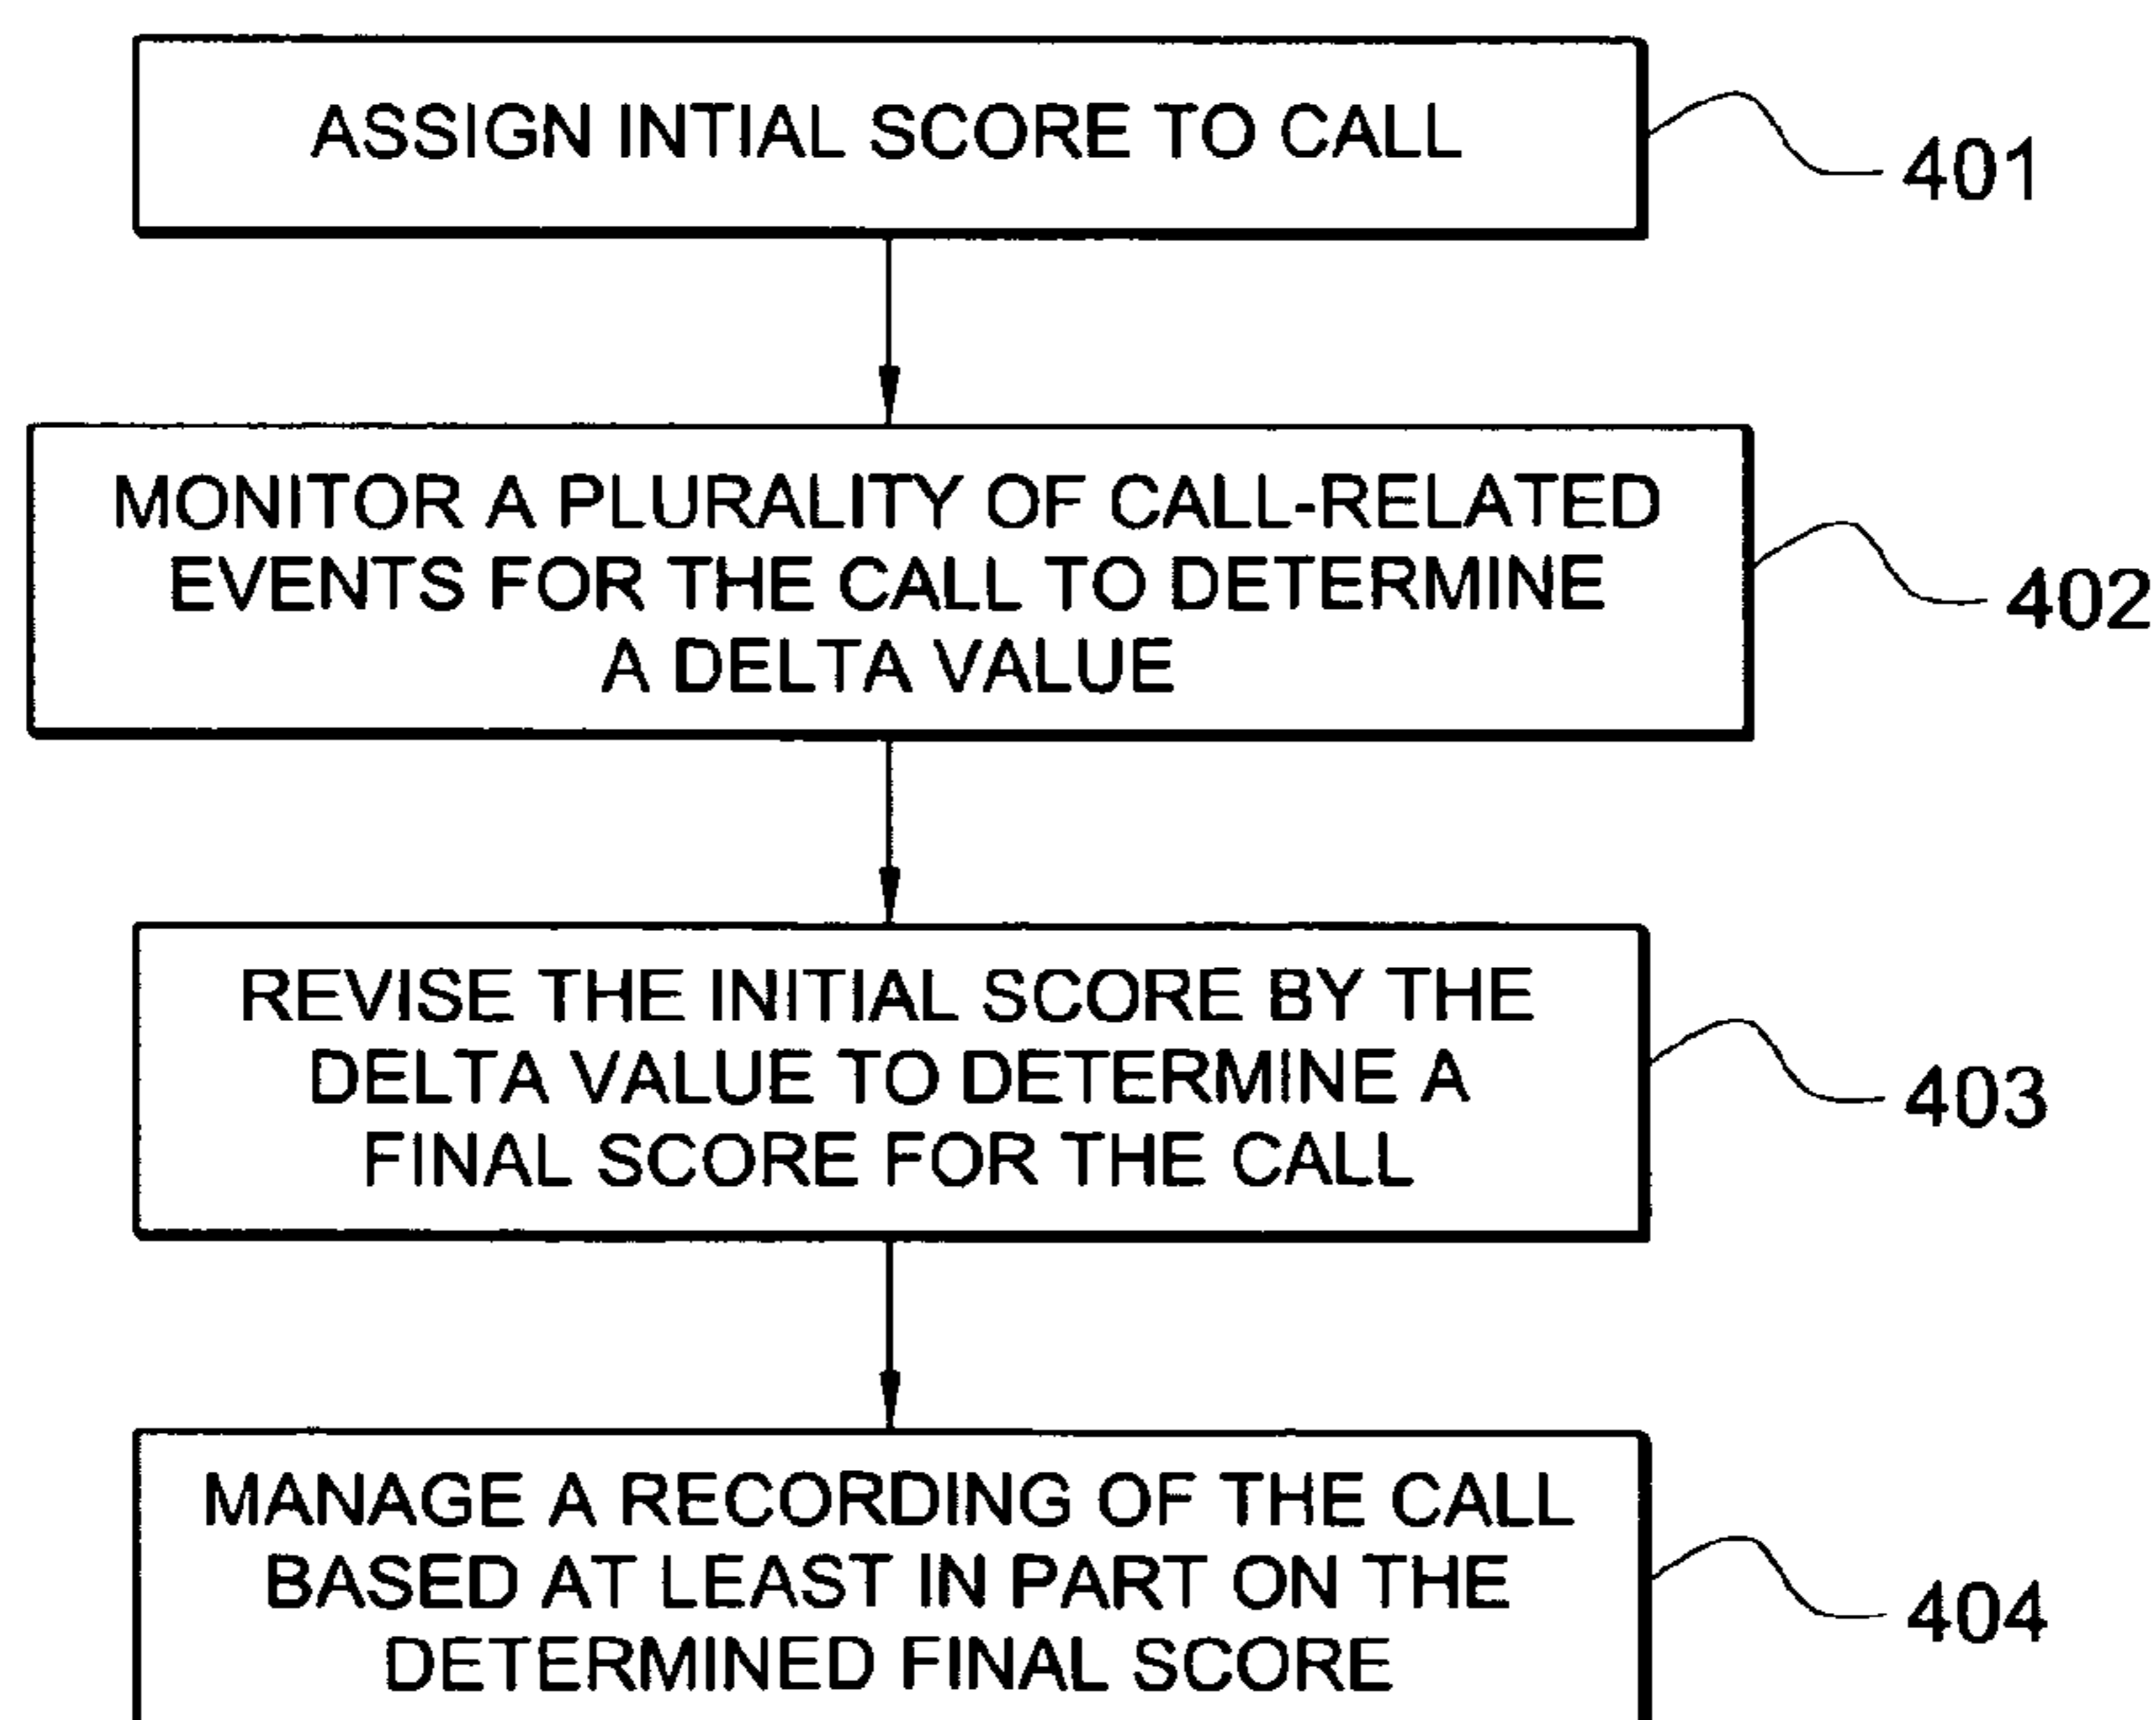 ASSIGN INTIAL SCORE TO CALL
401
MONITOR A PLURALITY OF CALL-RELATED
EVENTS FOR THE CALL TO DETERMINE
A DELTA VALUE
402
REVISE THE INITIAL SCORE BY THE
DELTA VALUE TO DETERMINE A
FINAL SCORE FOR THE CALL
403
MANAGE A RECORDING OF THE CALL
BASED AT LEAST IN PART ON THE
DETERMINED FINAL SCORE
404